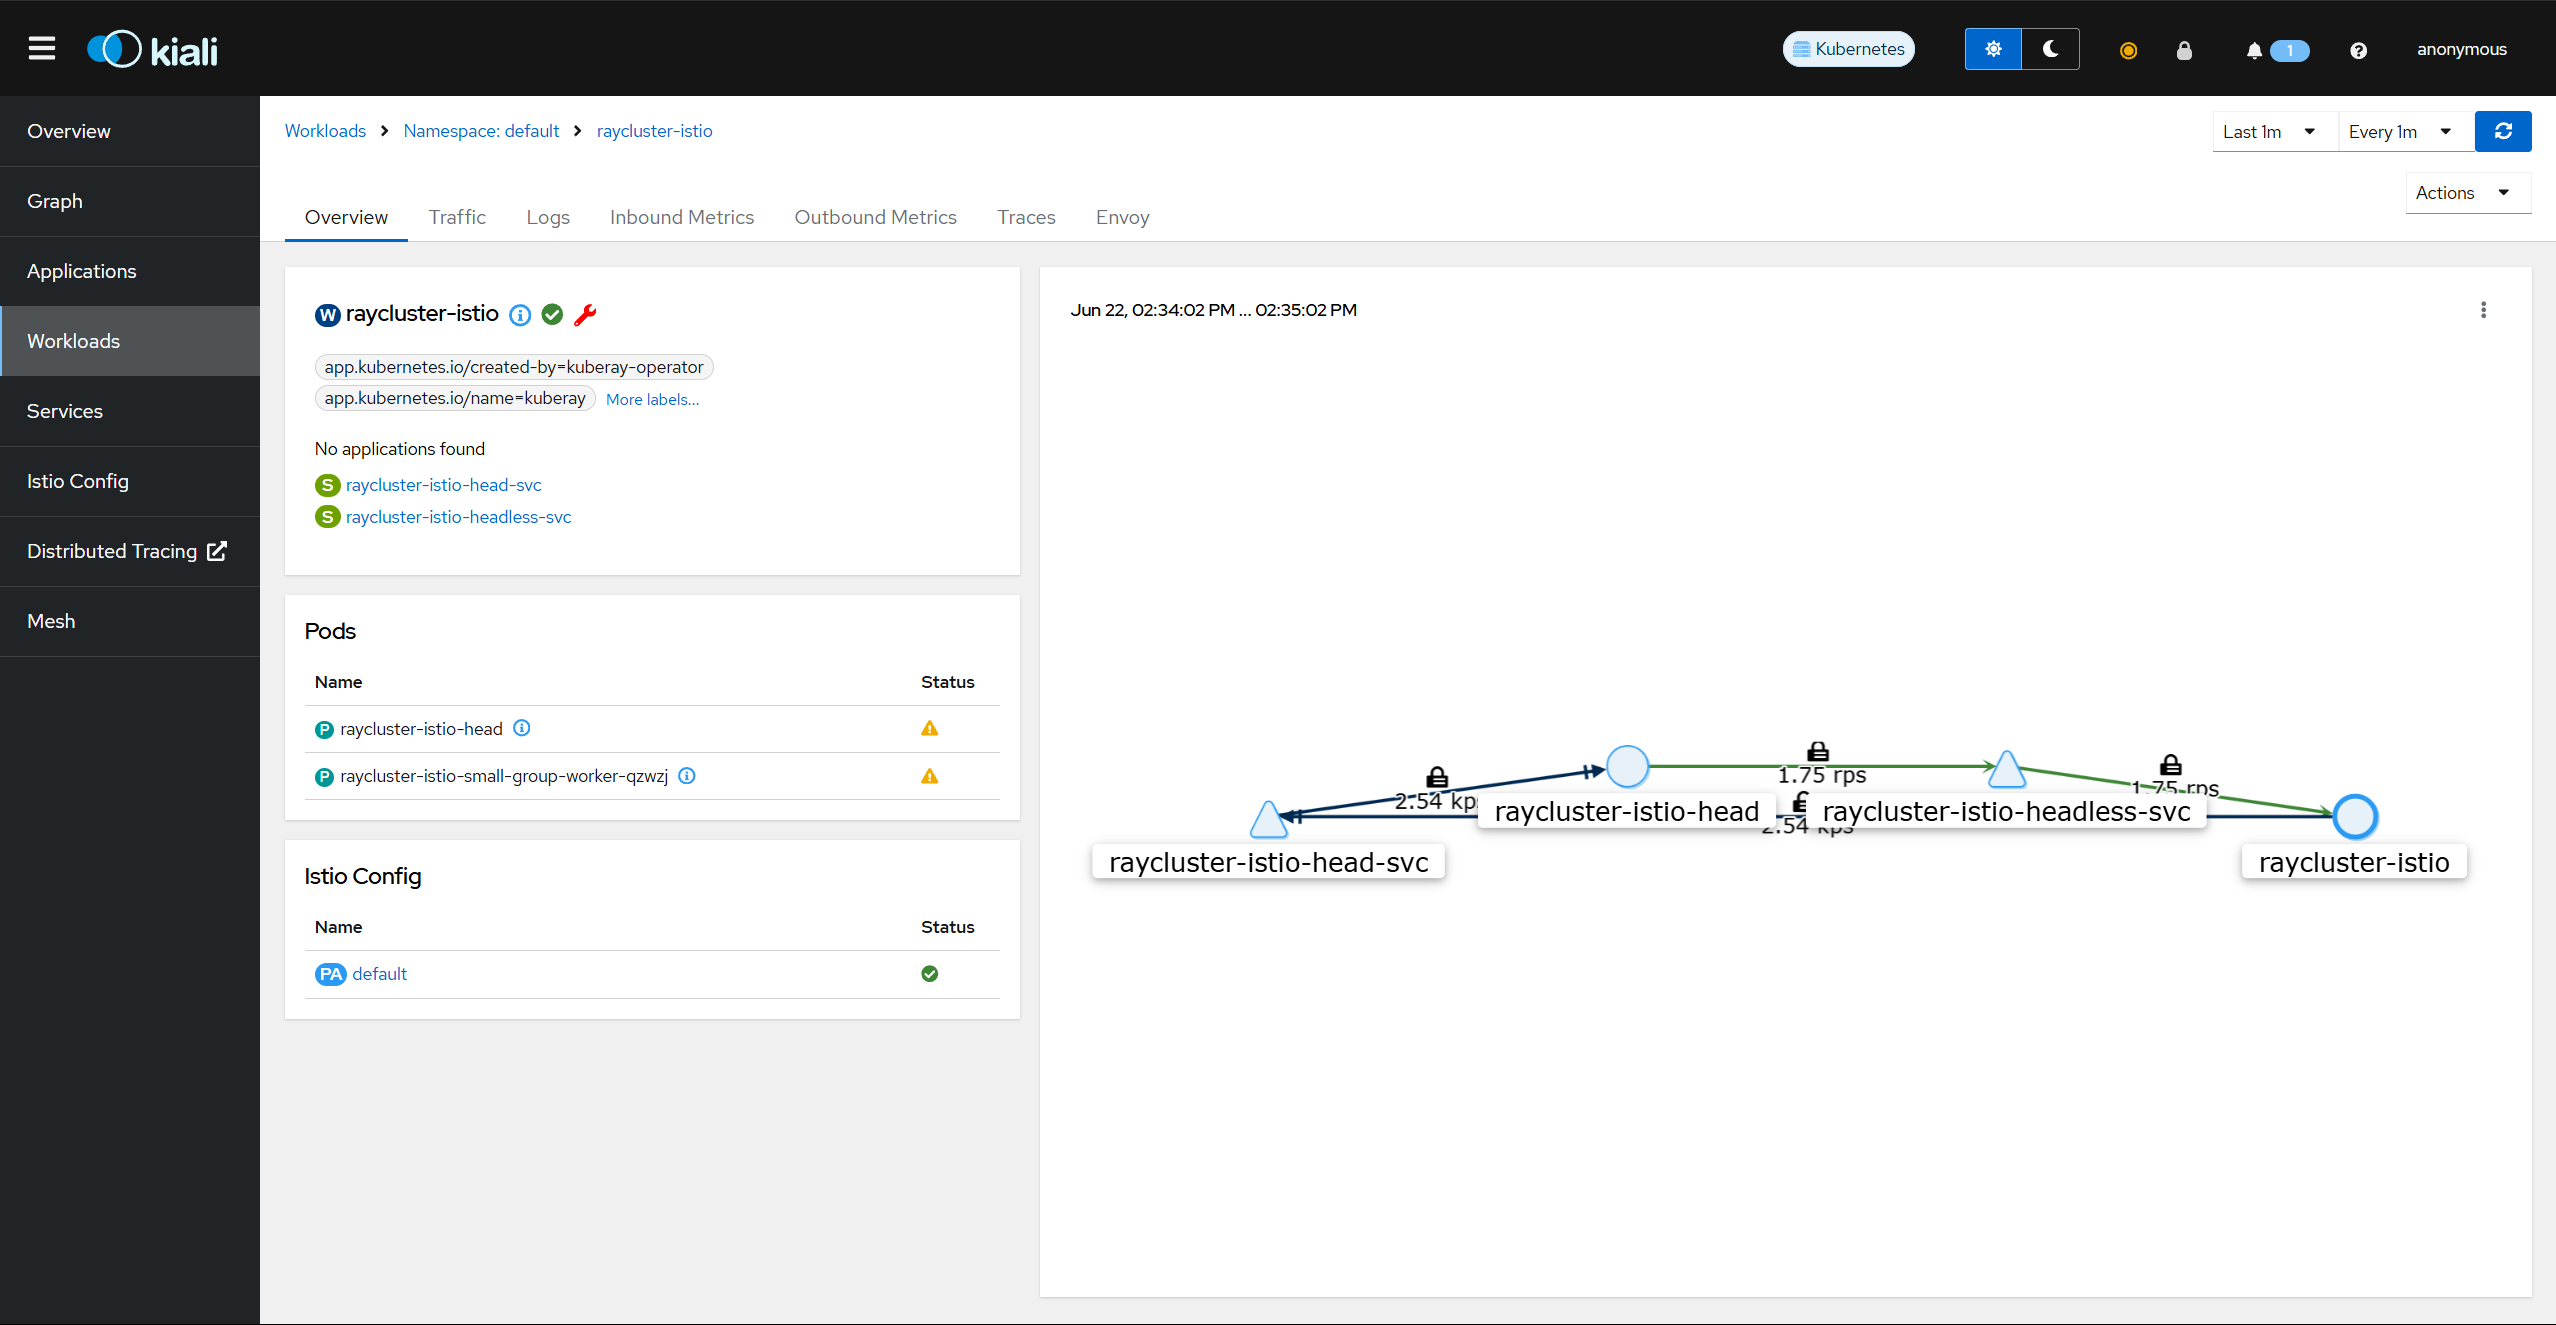 kiali
Kubernetes
1
anonymous
Overview
Graph
Applications
Workloads
Services
Istio Config
Distributed Tracing
Mesh
Workloads > Namespace: default > raycluster-istio
Last 1m
Every 1m
Actions
Overview Traffic Logs Inbound Metrics Outbound Metrics Traces Envoy
W raycluster-istio
app.kubernetes.io/created-by=kuberay-operator
app.kubernetes.io/name=kuberay More labels...
No applications found
S raycluster-istio-head-svc
S raycluster-istio-headless-svc
Pods
Name Status
P raycluster-istio-head
P raycluster-istio-small-group-worker-qzwzj
Istio Config
Name Status
PA default
Jun 22, 02:34:02 PM ... 02:35:02 PM
1.75 rps
1.75 rps
2.54 kp
raycluster-istio-head
raycluster-istio-headless-svc
2.54 kps
raycluster-istio-head-svc
raycluster-istio